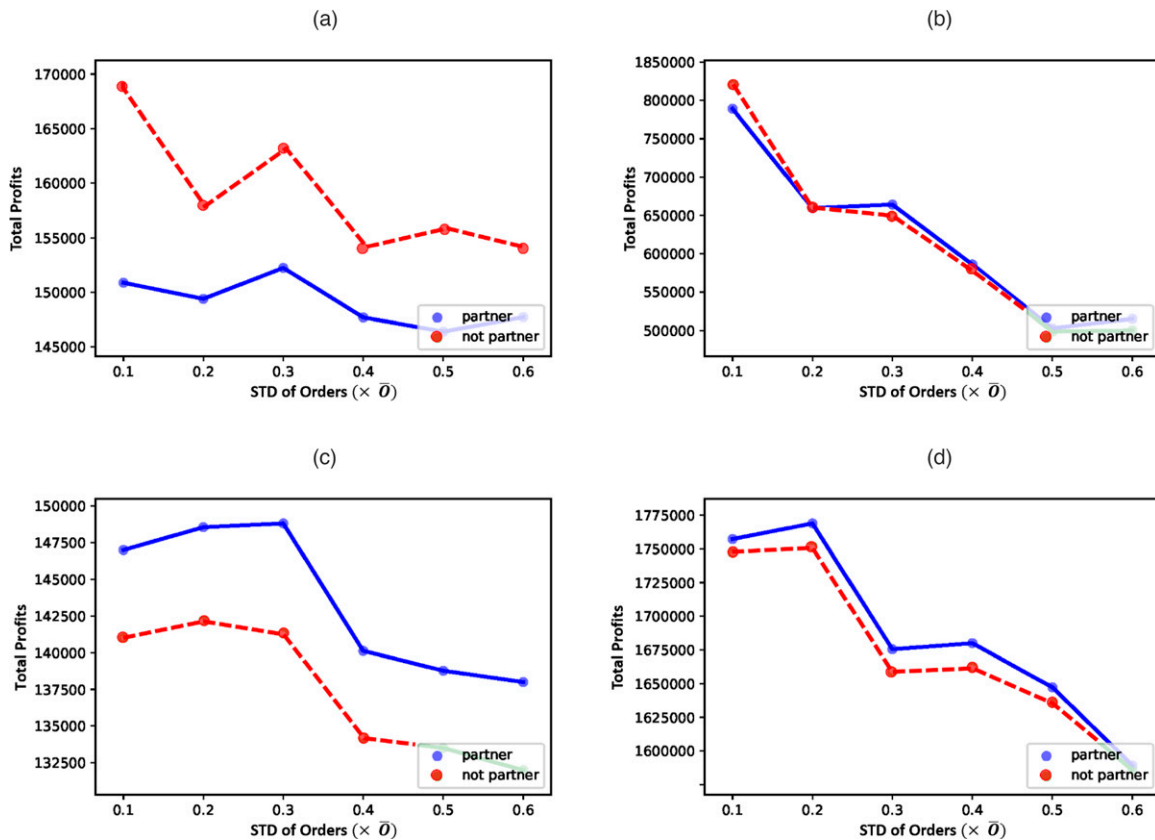 (a)
170000
165000
160000
155000
150000
145000
Total Profits
0.1 0.2 0.3 0.4 0.5 0.6
STD of Orders (× Ō)
partner
not partner
(b)
1850000
800000
750000
700000
650000
600000
550000
500000
Total Profits
0.1 0.2 0.3 0.4 0.5 0.6
STD of Orders (× Ō)
partner
not partner
(c)
150000
147500
145000
142500
140000
137500
135000
132500
Total Profits
0.1 0.2 0.3 0.4 0.5 0.6
STD of Orders (× Ō)
partner
not partner
(d)
1775000
1750000
1725000
1700000
1675000
1650000
1625000
1600000
Total Profits
0.1 0.2 0.3 0.4 0.5 0.6
STD of Orders (× Ō)
partner
not partner